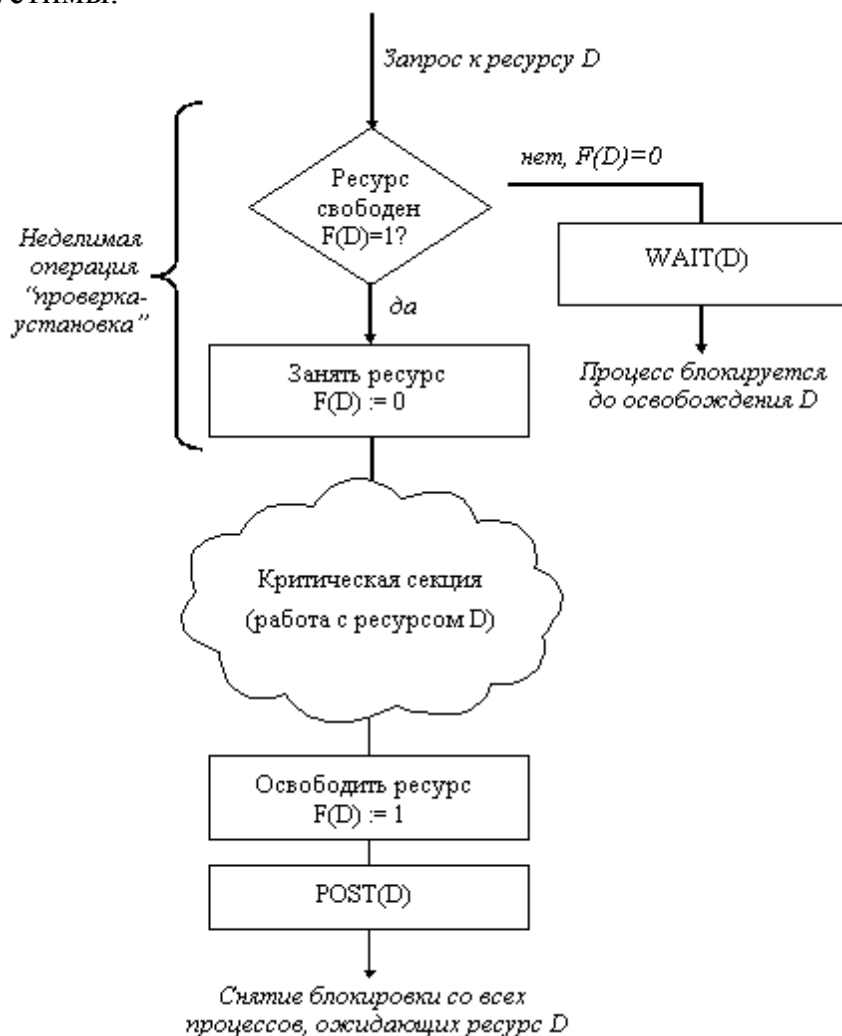 Запрос к ресурсу D
нет, F(D)=0
Ресурс
свободен
F(D)=1?
WAIT(D)
Неделимая
операция
“проверка-
установка”
да
Занять ресурс
F(D) := 0
Процесс блокируется
до освобождения D
Критическая секция
(работа с ресурсом D)
Освободить ресурс
F(D) := 1
POST(D)
Снятие блокировки со всех
процессов, ожидающих ресурс D